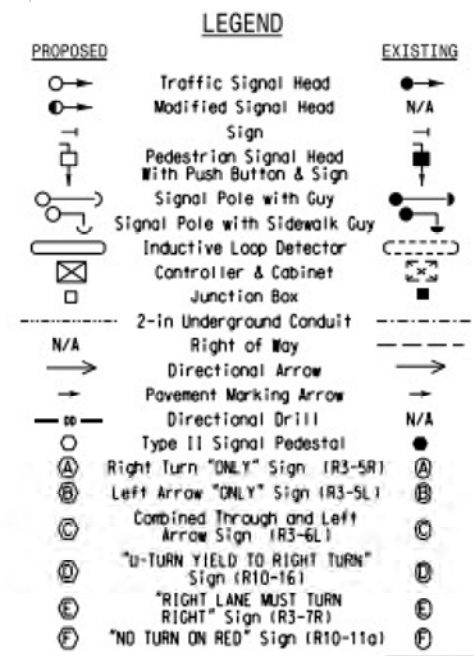 LEGEND
PROPOSED EXISTING
Traffic Signal Head
Modified Signal Head N/A
Sign
Pedestrian Signal Head
With Push Button & Sign
Signal Pole with Guy
Signal Pole with Sidewalk Guy
Inductive Loop Detector
Controller & Cabinet
Junction Box
2-in Underground Conduit
N/A Right of Way
Directional Arrow
Pavement Marking Arrow
DD Directional Drill N/A
Type II Signal Pedestal
A Right Turn "ONLY" Sign (R3-5R) A
B Left Arrow "ONLY" Sign (R3-5L) B
C Combined Through and Left
Arrow Sign (R3-6L) C
D "U-TURN YIELD TO RIGHT TURN"
Sign (R10-16) D
E "RIGHT LANE MUST TURN
RIGHT" Sign (R3-7R) E
F "NO TURN ON RED" Sign (R10-11a) F